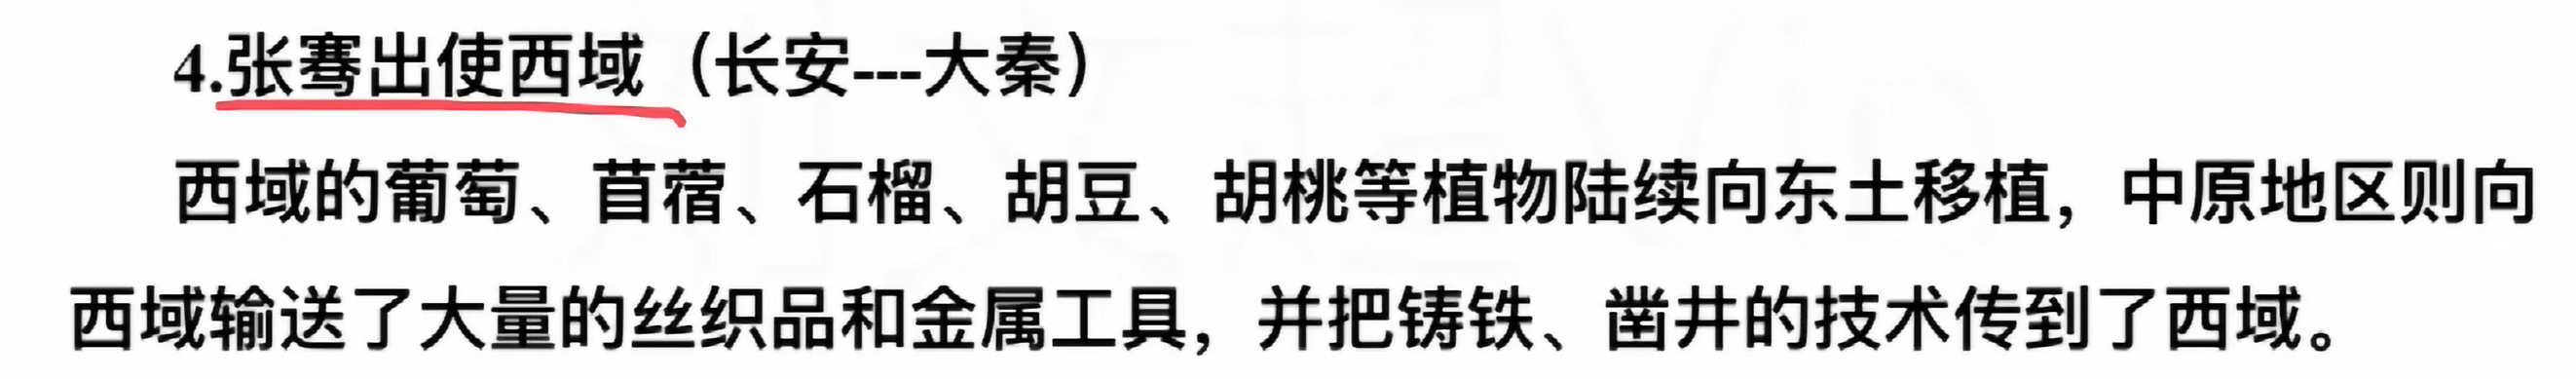 4.张骞出使西域（长安---大秦）
西域的葡萄、苜蓿、石榴、胡豆、胡桃等植物陆续向东土移植，中原地区则向
西域输送了大量的丝织品和金属工具，并把铸铁、凿井的技术传到了西域。